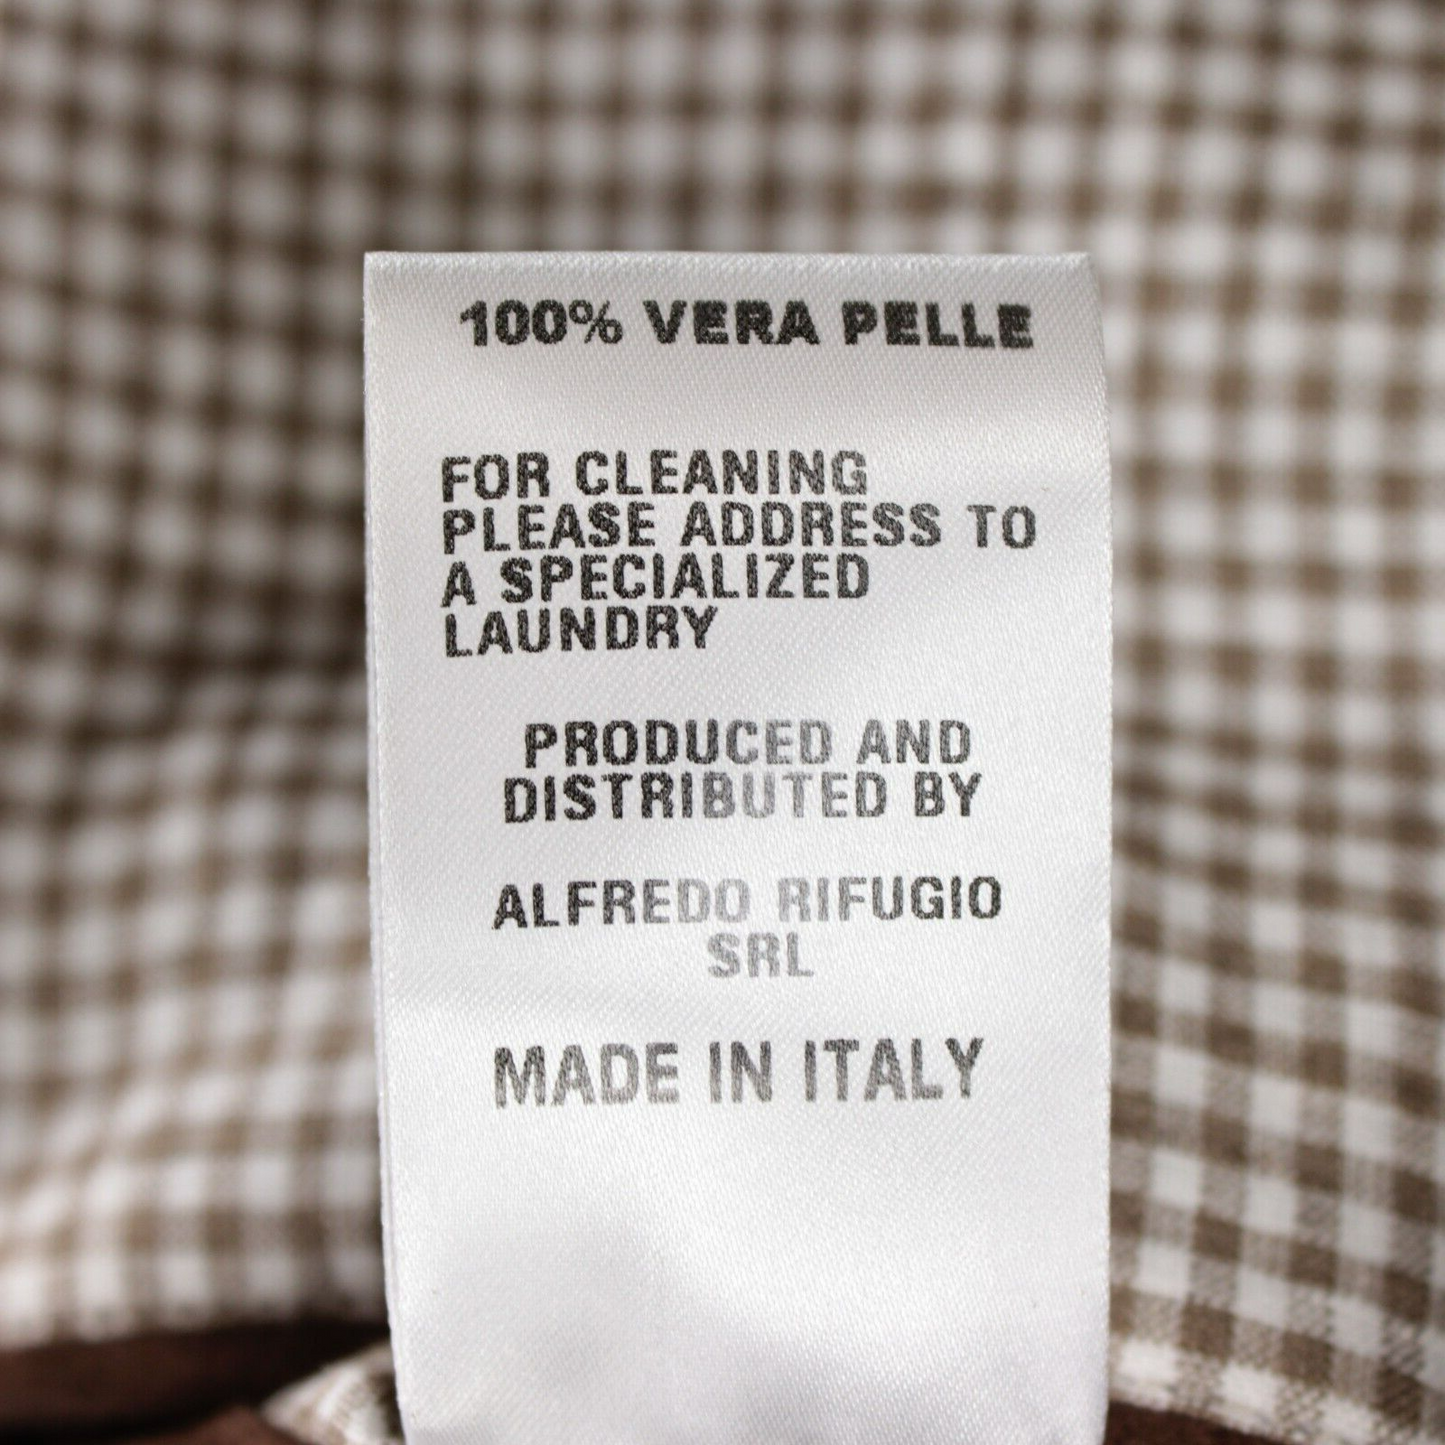 100% VERA PELLE
FOR CLEANING
PLEASE ADDRESS TO
A SPECIALIZED
LAUNDRY
PRODUCED AND
DISTRIBUTED BY
ALFREDO RIFUGIO
SRL
MADE IN ITALY